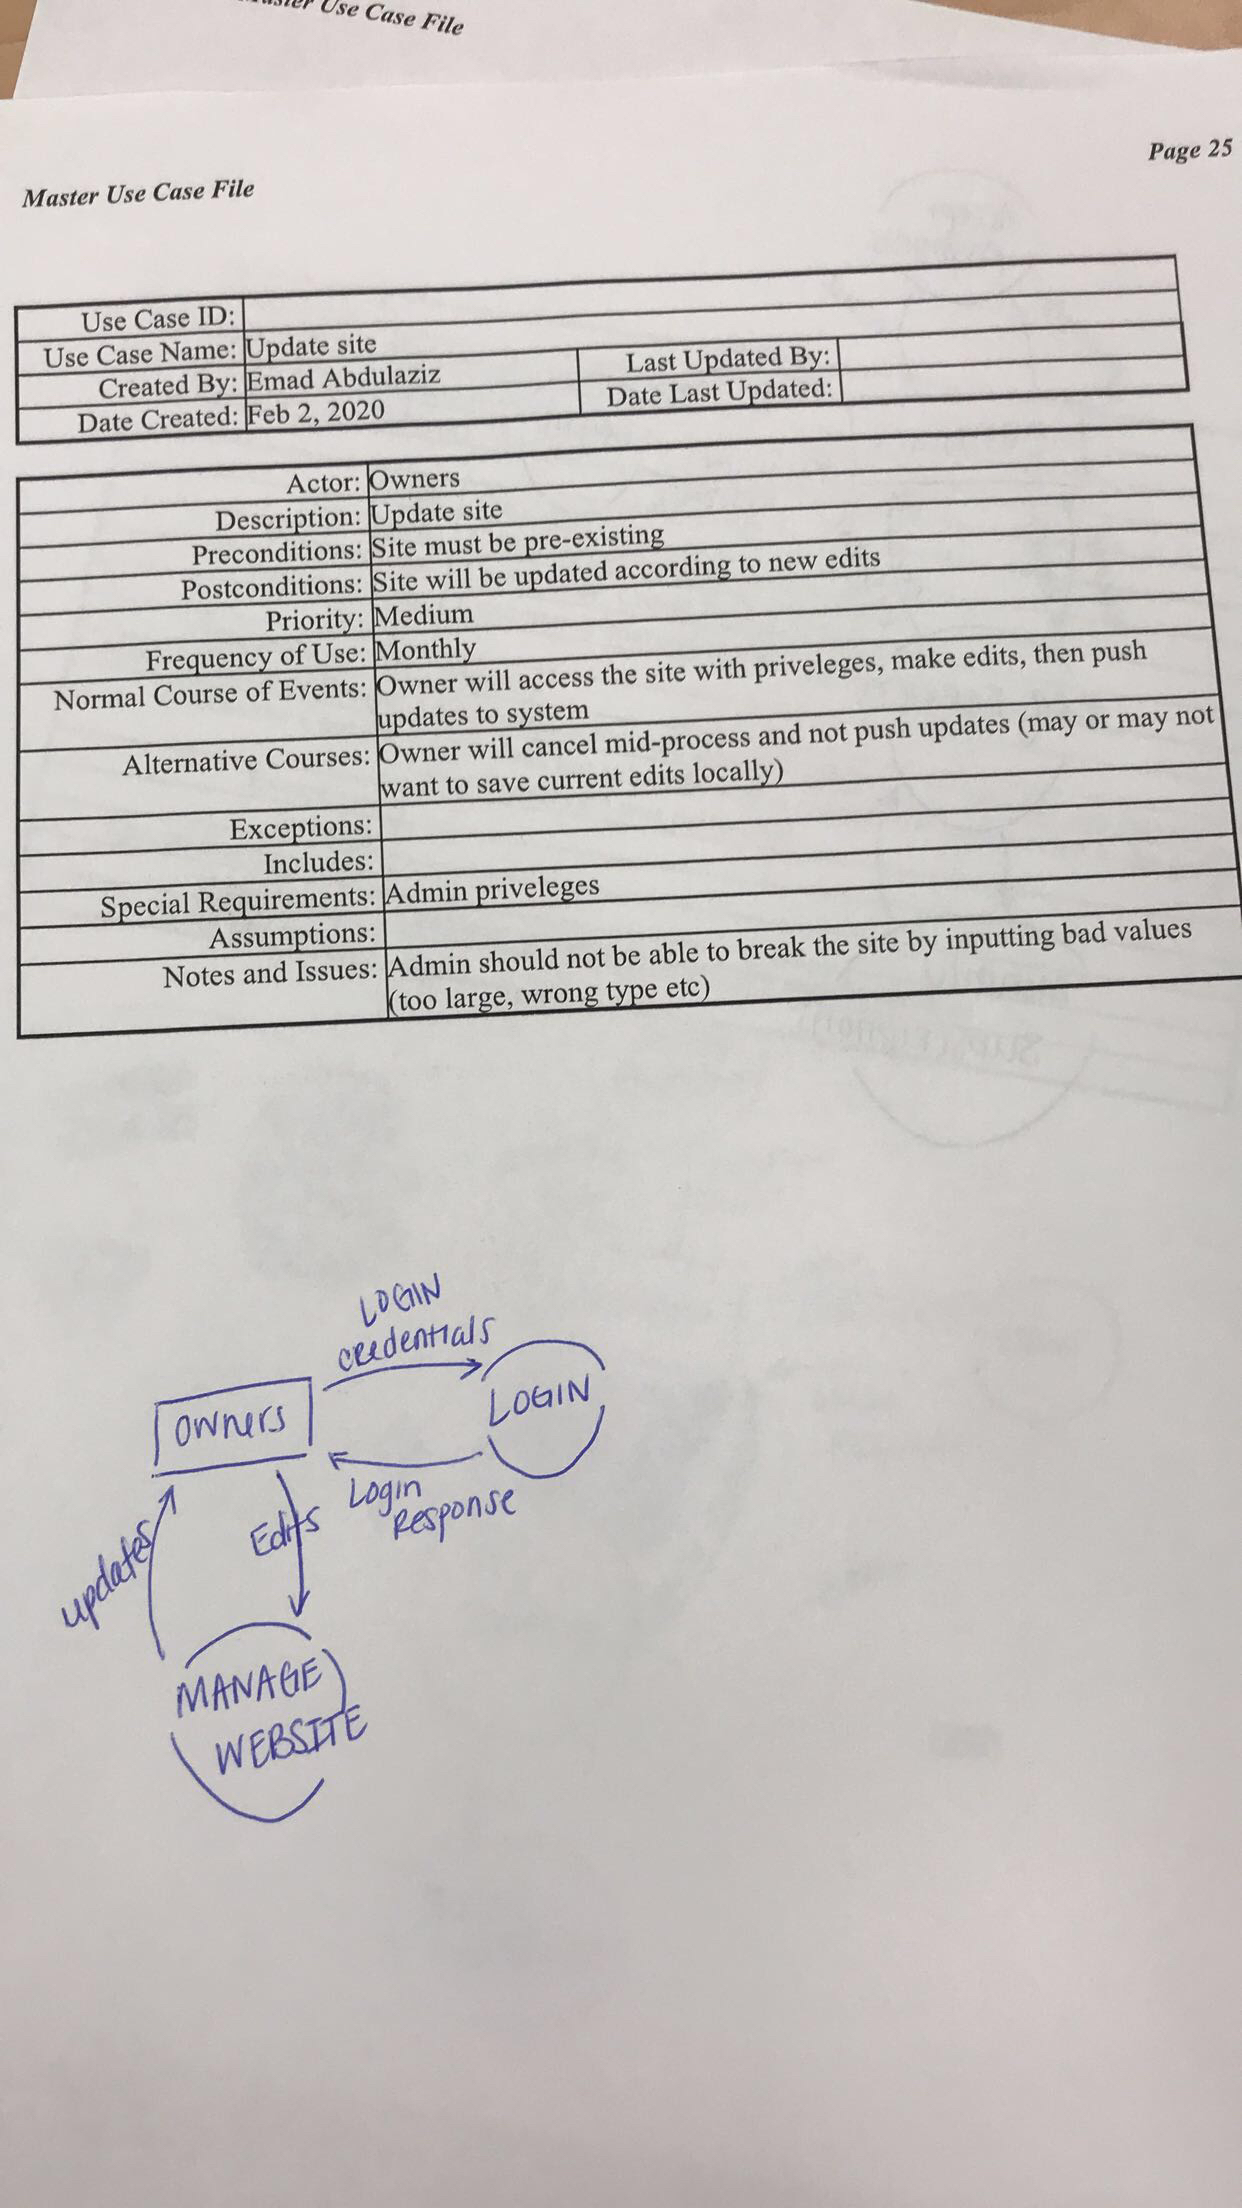 Use Case File
Page 25
Master Use Case File
Use Case ID:
Use Case Name: Update site
Created By: Emad Abdulaziz Last Updated By:
Date Created: Feb 2, 2020 Date Last Updated:
Actor: Owners
Description: Update site
Preconditions: Site must be pre-existing
Postconditions: Site will be updated according to new edits
Priority: Medium
Frequency of Use: Monthly
Normal Course of Events: Owner will access the site with priveleges, make edits, then push
updates to system
Alternative Courses: Owner will cancel mid-process and not push updates (may or may not
want to save current edits locally)
Exceptions:
Includes:
Special Requirements: Admin priveleges
Assumptions:
Notes and Issues: Admin should not be able to break the site by inputting bad values
(too large, wrong type etc)
LOGIN
credentials
LOGIN
owners
Login
Response
Edits
updates
MANAGE
WEBSITE